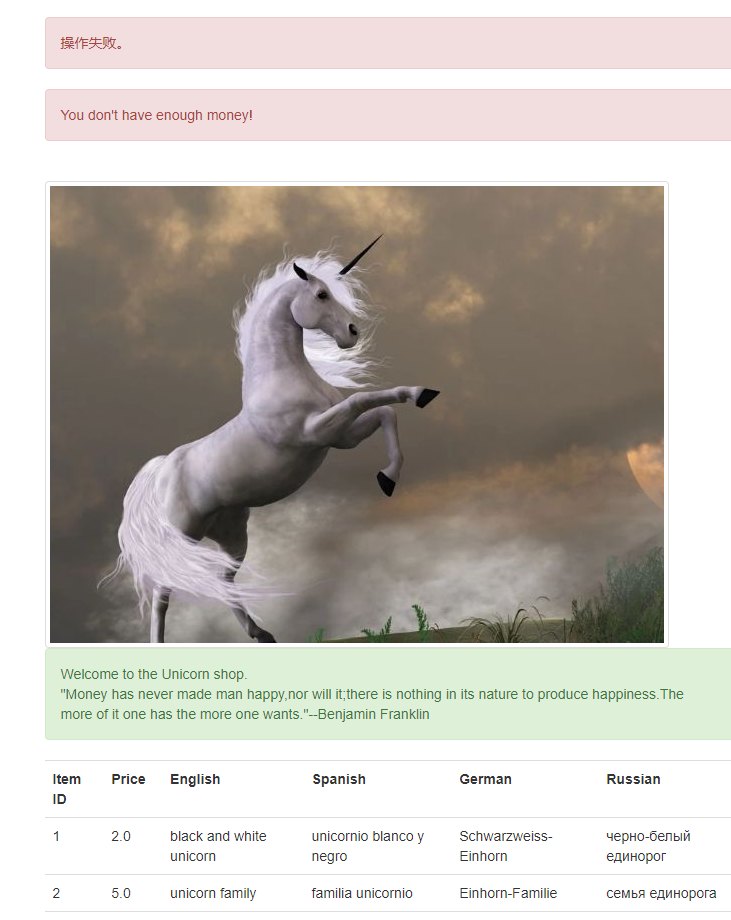 操作失败。
You don't have enough money!
Welcome to the Unicorn shop.
"Money has never made man happy,nor will it;there is nothing in its nature to produce happiness.The
more of it one has the more one wants."--Benjamin Franklin
Item ID Price English Spanish German Russian
1 2.0 black and white unicorn unicornio blanco y negro Schwarzweiss-Einhorn черно-белый единорог
2 5.0 unicorn family familia unicornio Einhorn-Familie семья единорога